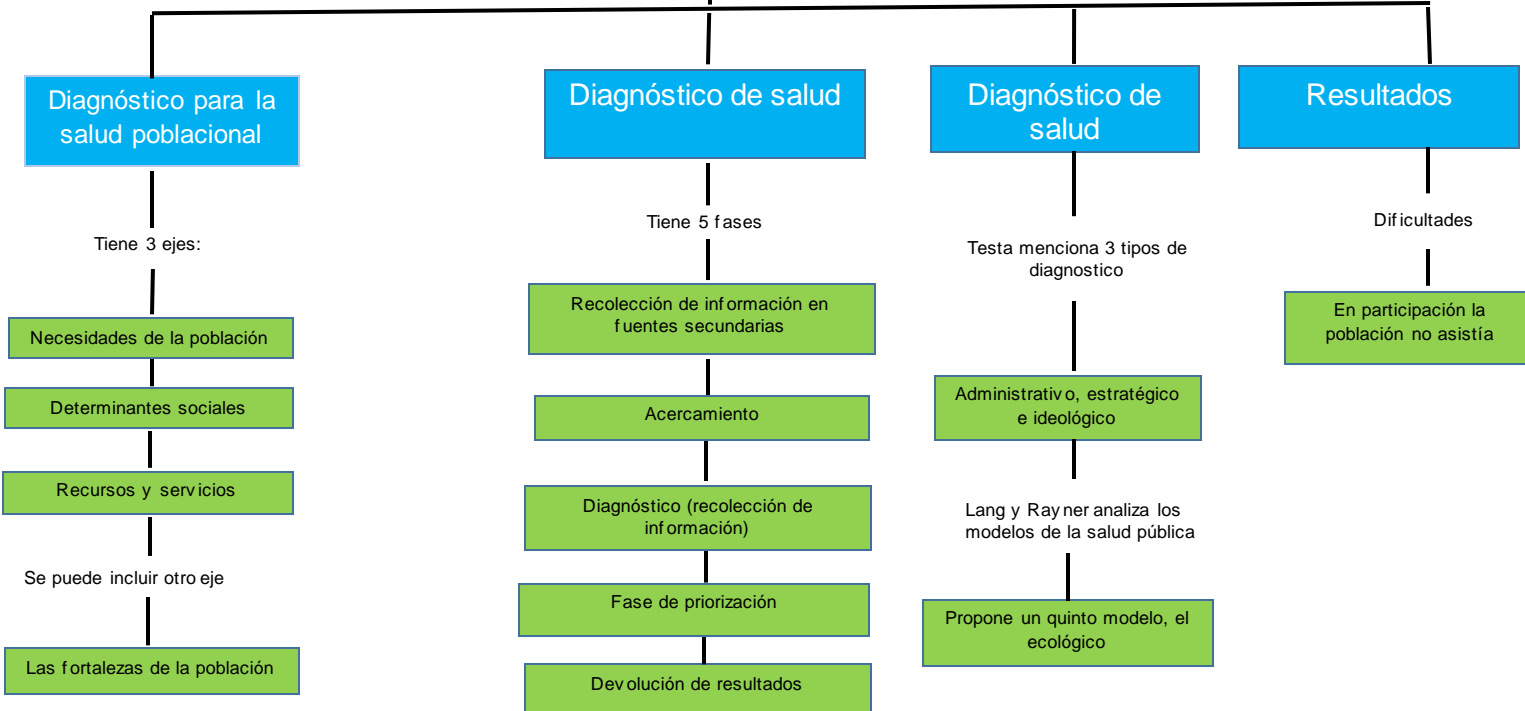 Diagnóstico para la
salud poblacional
Tiene 3 ejes:
Necesidades de la población
Determinantes sociales
Recursos y servicios
Se puede incluir otro eje
Las fortalezas de la población
Diagnóstico de salud
Tiene 5 fases
Recolección de información en
fuentes secundarias
Acercamiento
Diagnóstico (recolección de
información)
Fase de priorización
Devolución de resultados
Diagnóstico de
salud
Testa menciona 3 tipos de
diagnostico
Administrativo, estratégico
e ideológico
Lang y Rayner analiza los
modelos de la salud pública
Propone un quinto modelo, el
ecológico
Resultados
Dificultades
En participación la
población no asistía